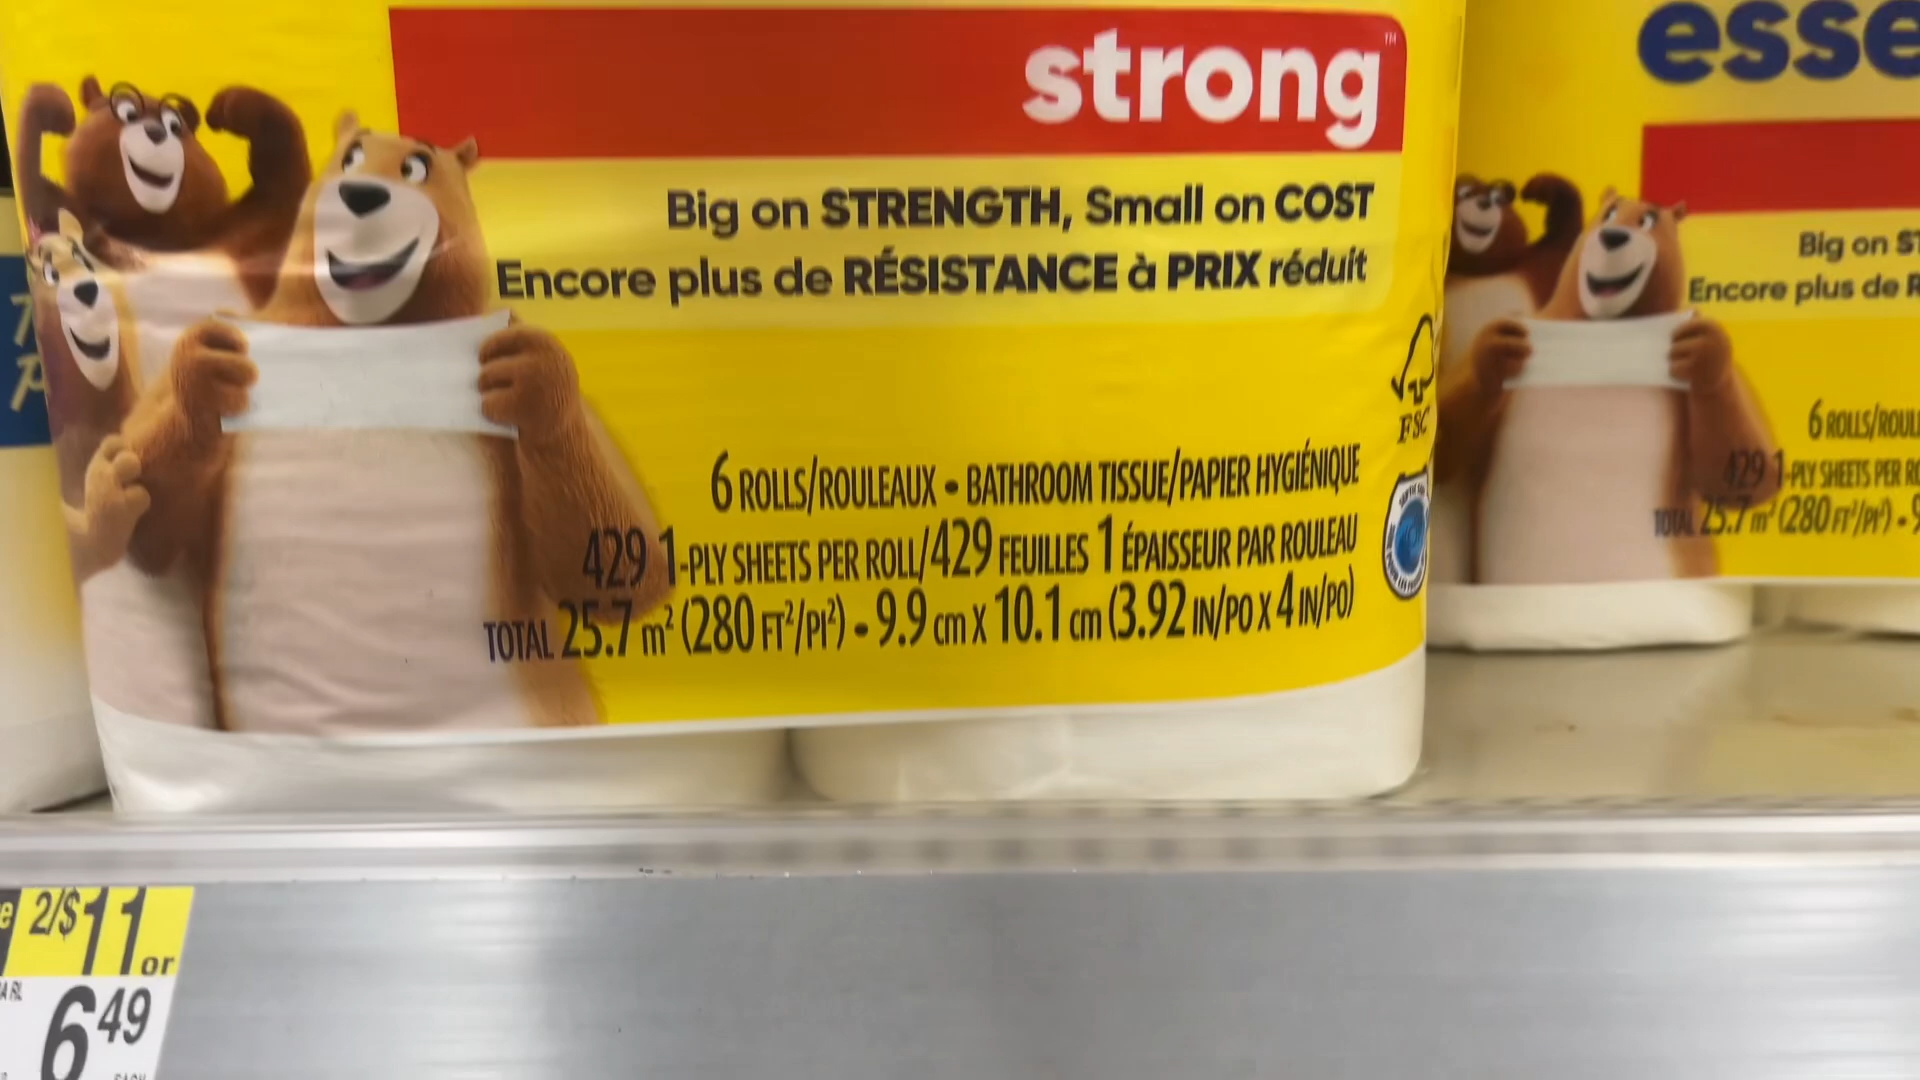 strong™
Big on STRENGTH, Small on COST
Encore plus de RÉSISTANCE à PRIX réduit
FSC
6 ROLLS/ROULEAUX • BATHROOM TISSUE/PAPIER HYGIÉNIQUE
429 1-PLY SHEETS PER ROLL/429 FEUILLES 1 ÉPAISSEUR PAR ROULEAU
TOTAL 25.7 m² (280 FT²/PI²) • 9.9 cm X 10.1 cm (3.92 IN/PO X 4 IN/PO)
esse
Big on ST
Encore plus de R
6 ROLLS/ROUL
429 1-PLY SHEETS PER RO
TOTAL 25.7 m² (280 FT²/PI²) • 9
2/$11 or
6 49